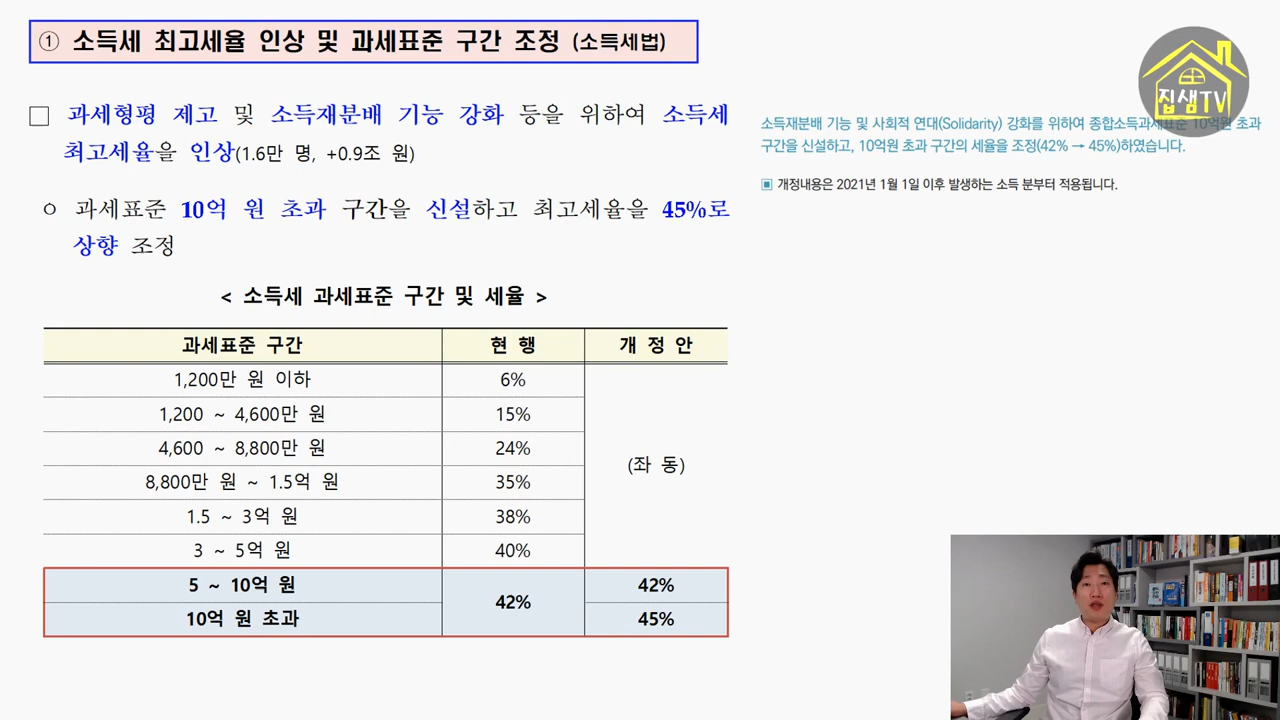 ① 소득세 최고세율 인상 및 과세표준 구간 조정 (소득세법)
□ 과세형평 제고 및 소득재분배 기능 강화 등을 위하여 소득세
최고세율을 인상(1.6만 명, +0.9조 원)
ㅇ 과세표준 10억 원 초과 구간을 신설하고 최고세율을 45%로
상향 조정
< 소득세 과세표준 구간 및 세율 >
과세표준 구간 현 행 개 정 안
1,200만 원 이하 6%
1,200 ~ 4,600만 원 15%
4,600 ~ 8,800만 원 24%
(좌 동)
8,800만 원 ~ 1.5억 원 35%
1.5 ~ 3억 원 38%
3 ~ 5억 원 40%
5 ~ 10억 원 42%
42%
10억 원 초과 45%
집샘TV
소득재분배 기능 및 사회적 연대(Solidarity) 강화를 위하여 종합소득과세표준 10억원 초과
구간을 신설하고, 10억원 초과 구간의 세율을 조정(42% → 45%)하였습니다.
▣ 개정내용은 2021년 1월 1일 이후 발생하는 소득 분부터 적용됩니다.